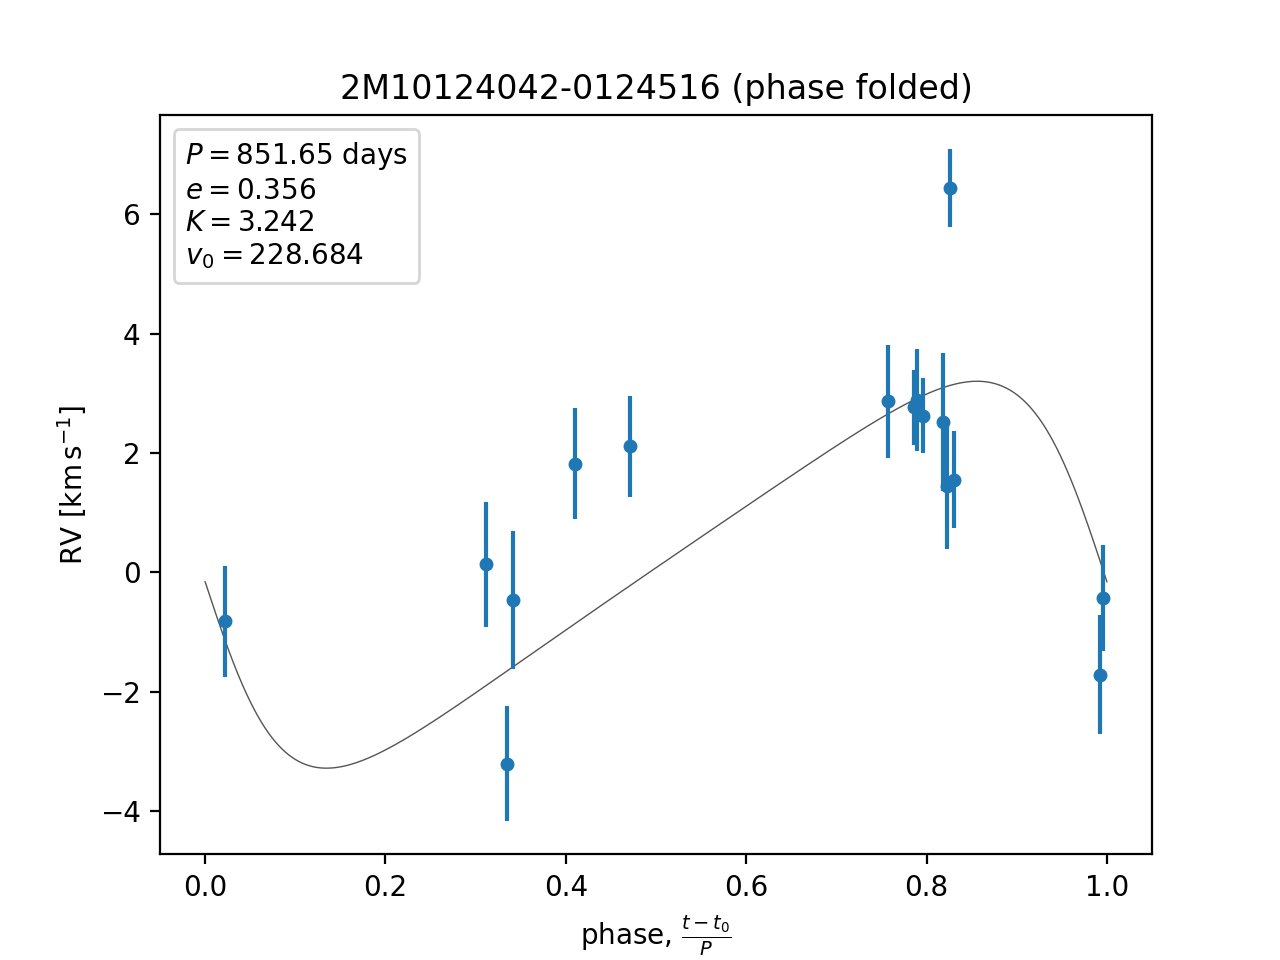 2M10124042-0124516 (phase folded)
P = 851.65 days
e = 0.356
K = 3.242
v₀ = 228.684
6
4
2
0
−2
−4
RV [km s⁻¹]
0.0 0.2 0.4 0.6 0.8 1.0
phase, (t − t₀)/P